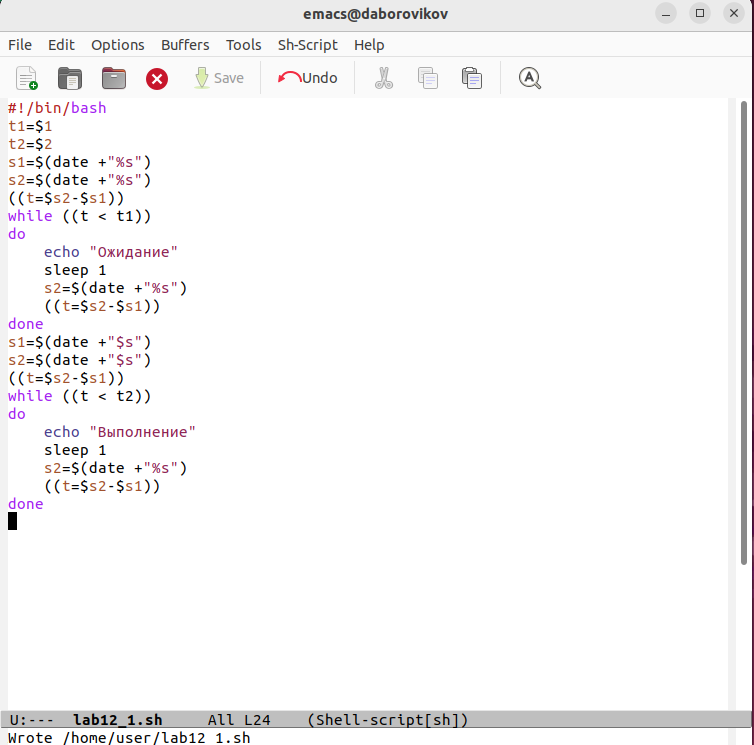 emacs@daborovikov
File Edit Options Buffers Tools Sh-Script Help
Save Undo
#!/bin/bash
t1=$1
t2=$2
s1=$(date +"%s")
s2=$(date +"%s")
((t=$s2-$s1))
while ((t < t1))
do
    echo "Ожидание"
    sleep 1
    s2=$(date +"%s")
    ((t=$s2-$s1))
done
s1=$(date +"$s")
s2=$(date +"$s")
((t=$s2-$s1))
while ((t < t2))
do
    echo "Выполнение"
    sleep 1
    s2=$(date +"%s")
    ((t=$s2-$s1))
done
U:--- lab12_1.sh All L24 (Shell-script[sh])
Wrote /home/user/lab12_1.sh